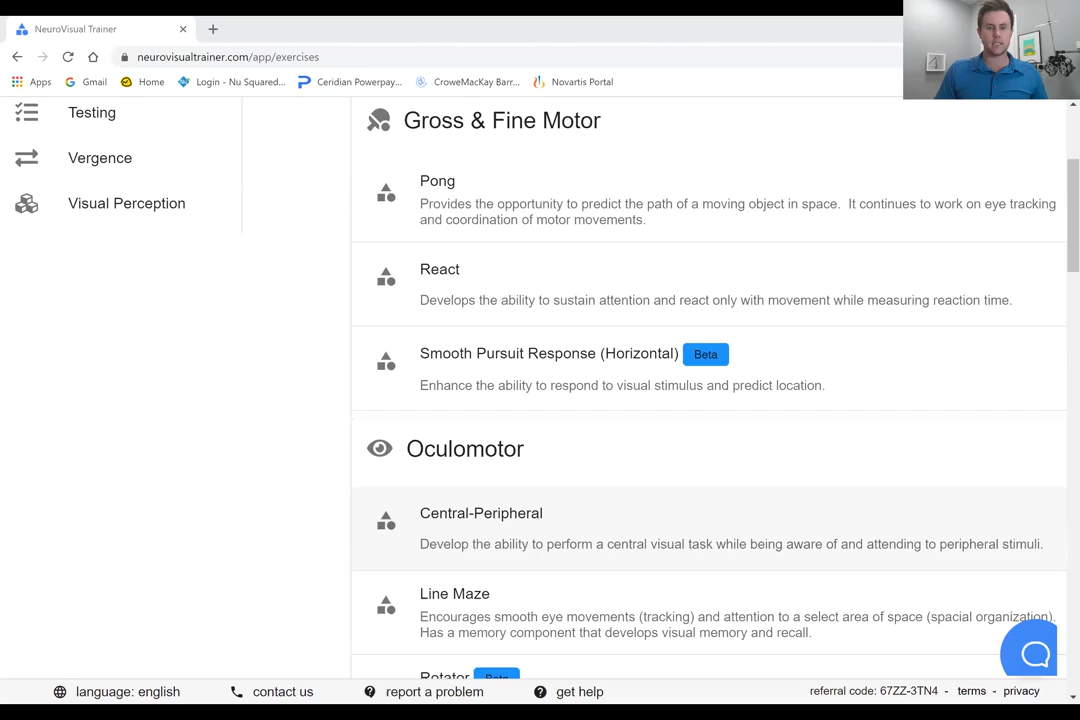 NeuroVisual Trainer
neurovisualtrainer.com/app/exercises
Apps Gmail Home Login - Nu Squared... Ceridian Powerpay... CroweMacKay Barr... Novartis Portal
Testing
Vergence
Visual Perception
Gross & Fine Motor
Pong
Provides the opportunity to predict the path of a moving object in space. It continues to work on eye tracking
and coordination of motor movements.
React
Develops the ability to sustain attention and react only with movement while measuring reaction time.
Smooth Pursuit Response (Horizontal) Beta
Enhance the ability to respond to visual stimulus and predict location.
Oculomotor
Central-Peripheral
Develop the ability to perform a central visual task while being aware of and attending to peripheral stimuli.
Line Maze
Encourages smooth eye movements (tracking) and attention to a select area of space (spacial organization).
Has a memory component that develops visual memory and recall.
Rotator Beta
language: english contact us report a problem get help referral code: 67ZZ-3TN4 - terms - privacy